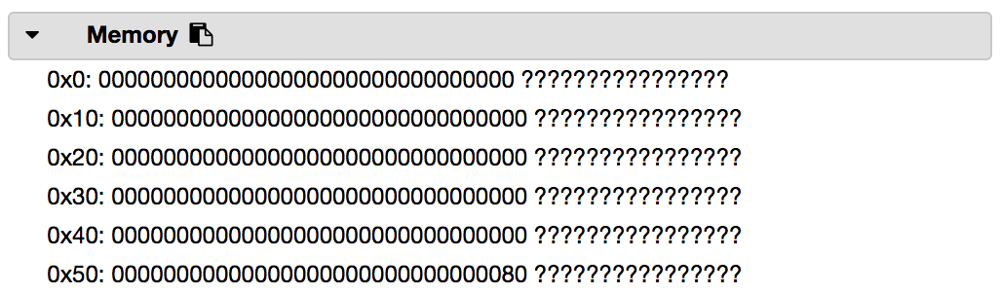 Memory
0x0: 00000000000000000000000000000000 ????????????????
0x10: 00000000000000000000000000000000 ????????????????
0x20: 00000000000000000000000000000000 ????????????????
0x30: 00000000000000000000000000000000 ????????????????
0x40: 00000000000000000000000000000000 ????????????????
0x50: 00000000000000000000000000000080 ????????????????